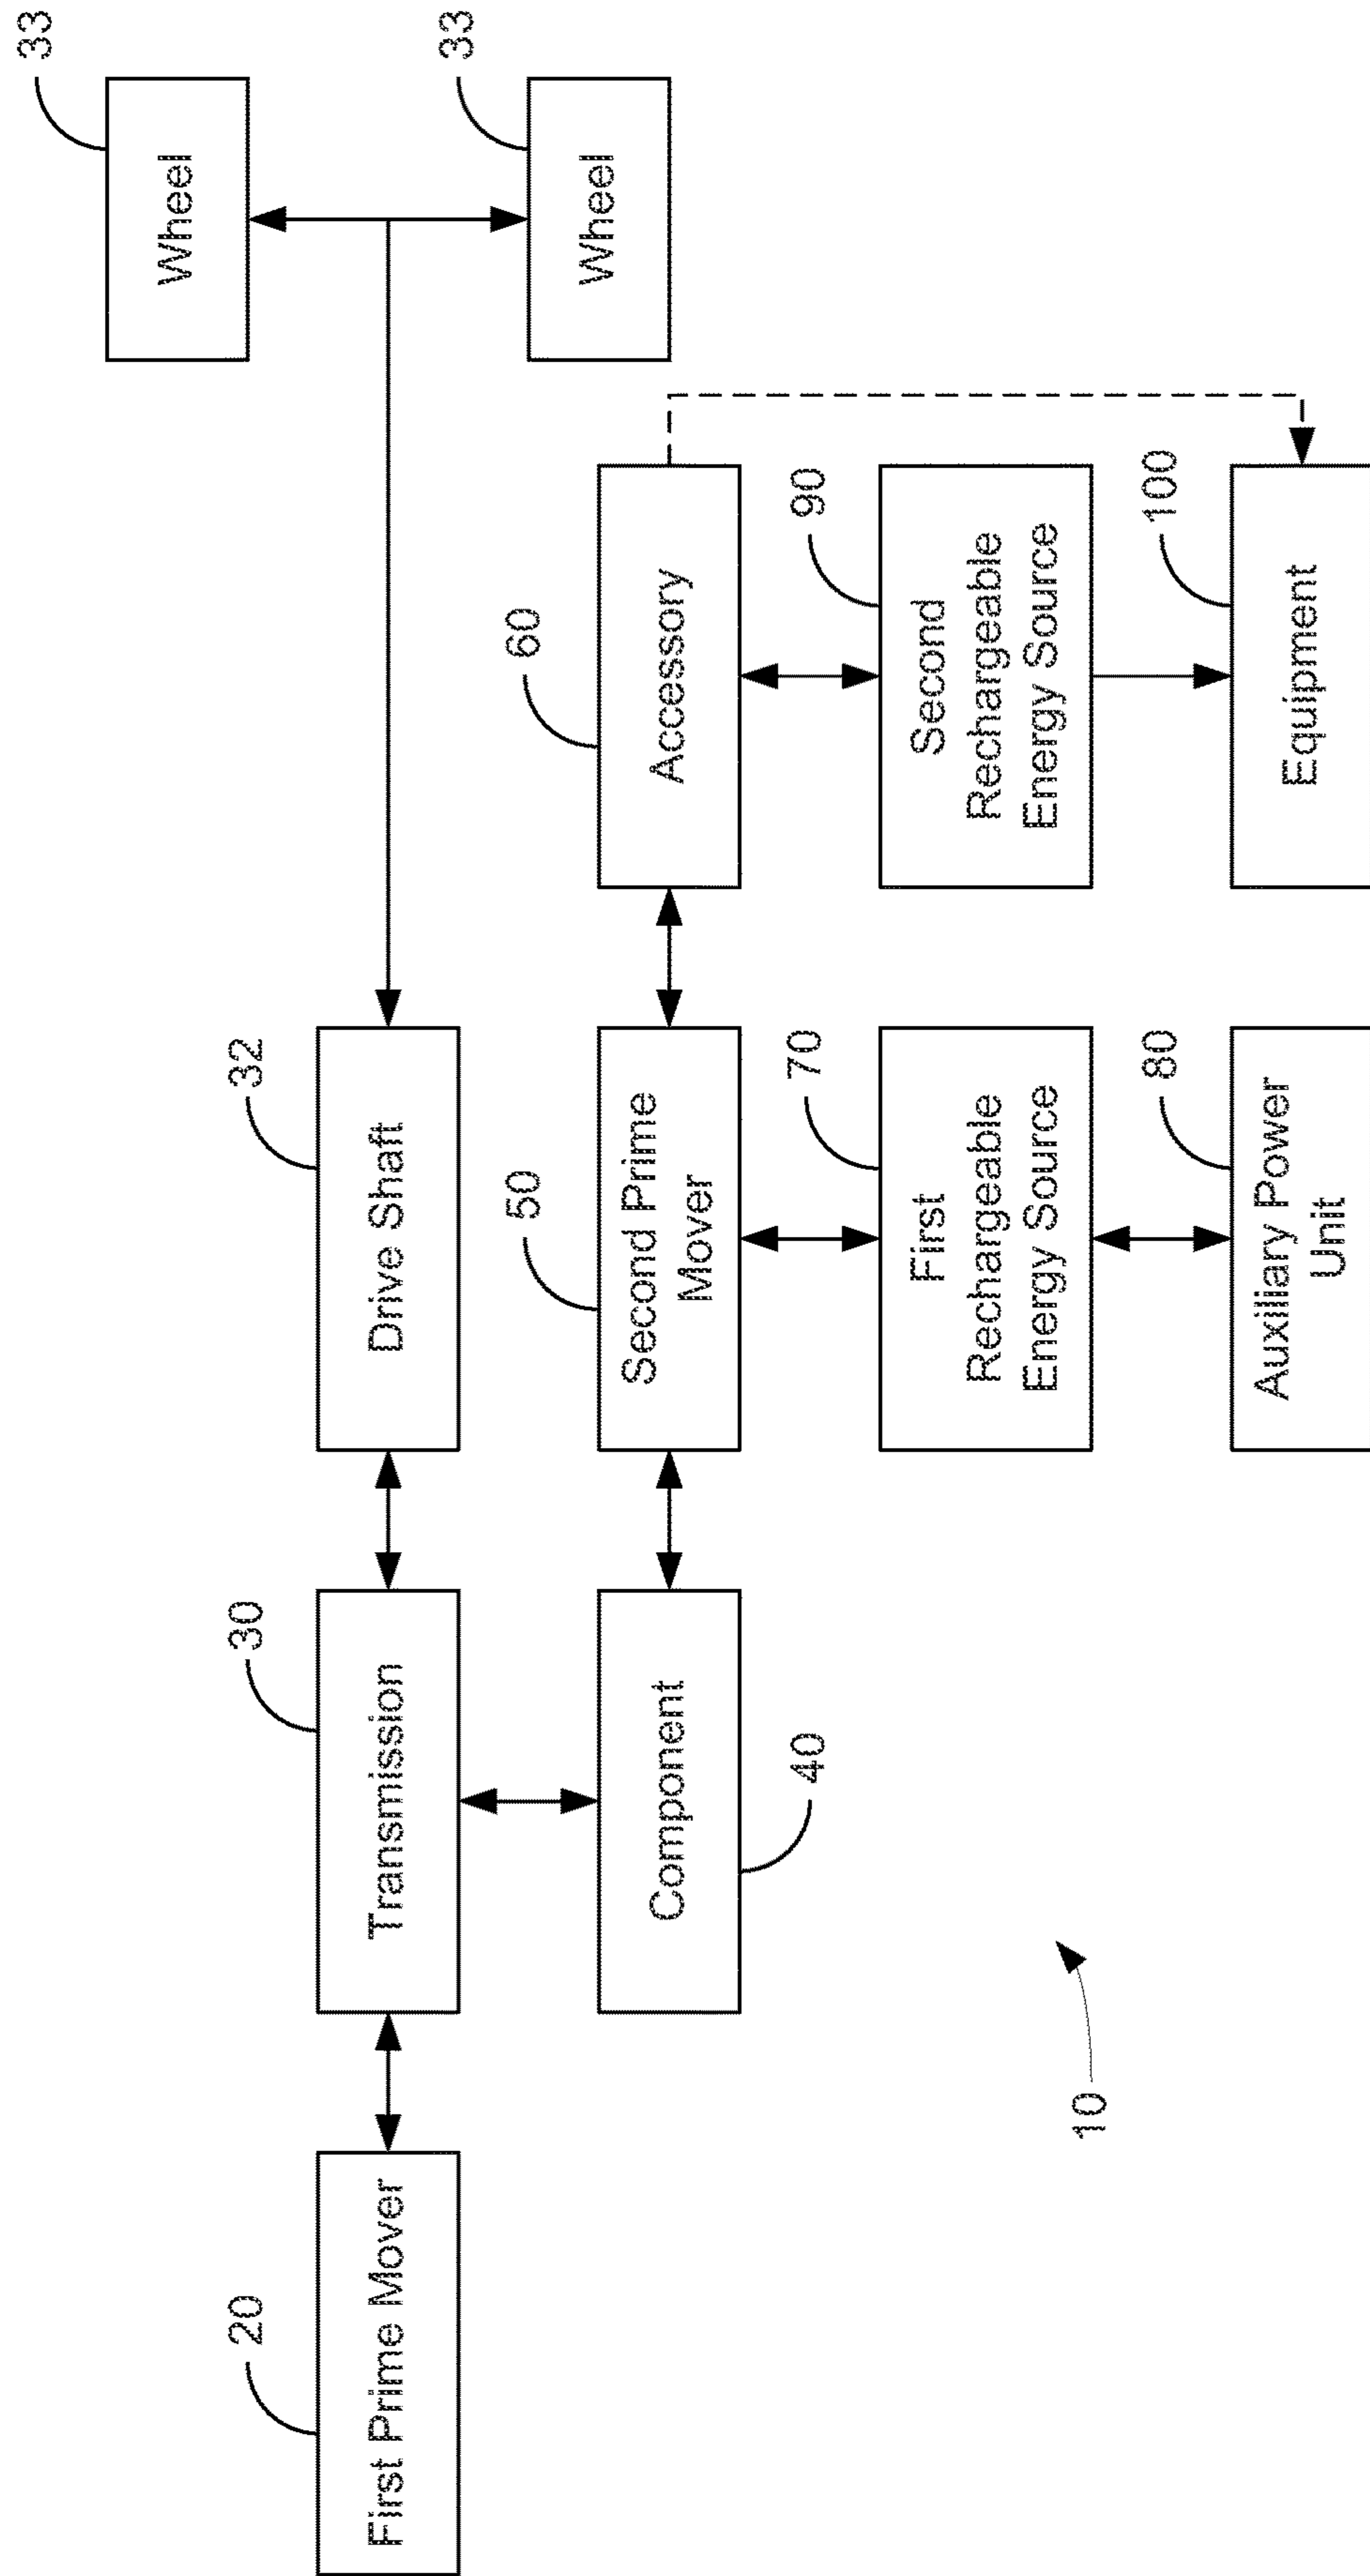 33
Wheel
33
Wheel
20
First Prime Mover
30
Transmission
32
Drive Shaft
40
Component
50
Second Prime
Mover
60
Accessory
70
First
Rechargeable
Energy Source
90
Second
Rechargeable
Energy Source
80
Auxiliary Power
Unit
100
Equipment
10